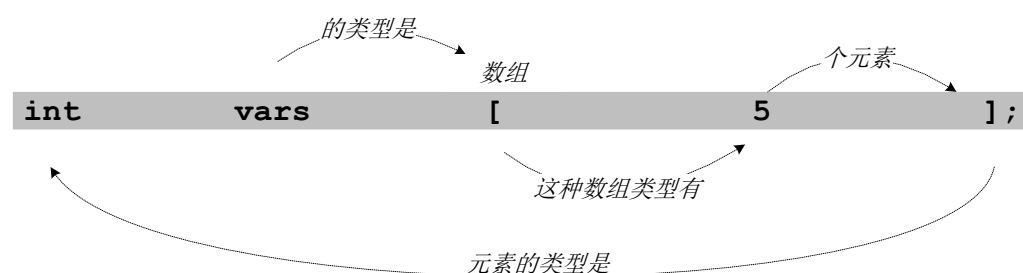 的类型是
数组
个元素
int vars [ 5 ];
这种数组类型有
元素的类型是